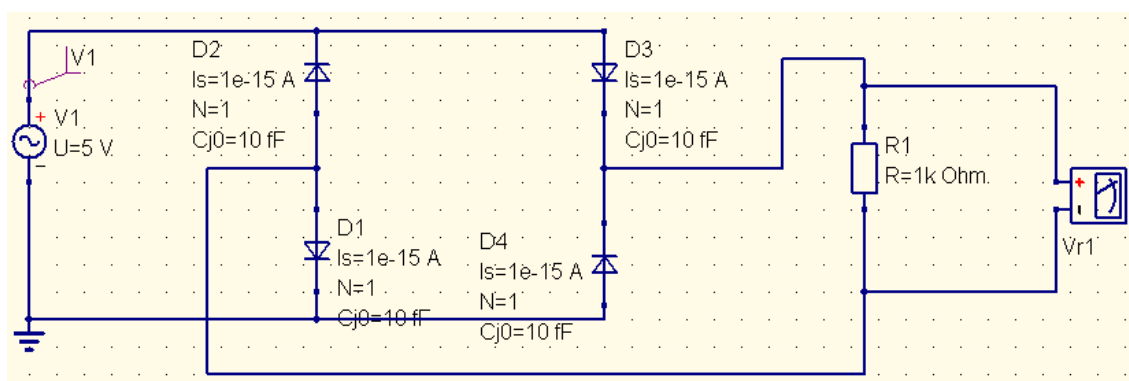 V1
+
V1
U=5 V
-
D2
Is=1e-15 A
N=1
Cj0=10 fF
D3
Is=1e-15 A
N=1
Cj0=10 fF
D1
Is=1e-15 A
N=1
Cj0=10 fF
D4
Is=1e-15 A
N=1
Cj0=10 fF
R1
R=1k Ohm
+
-
Vr1